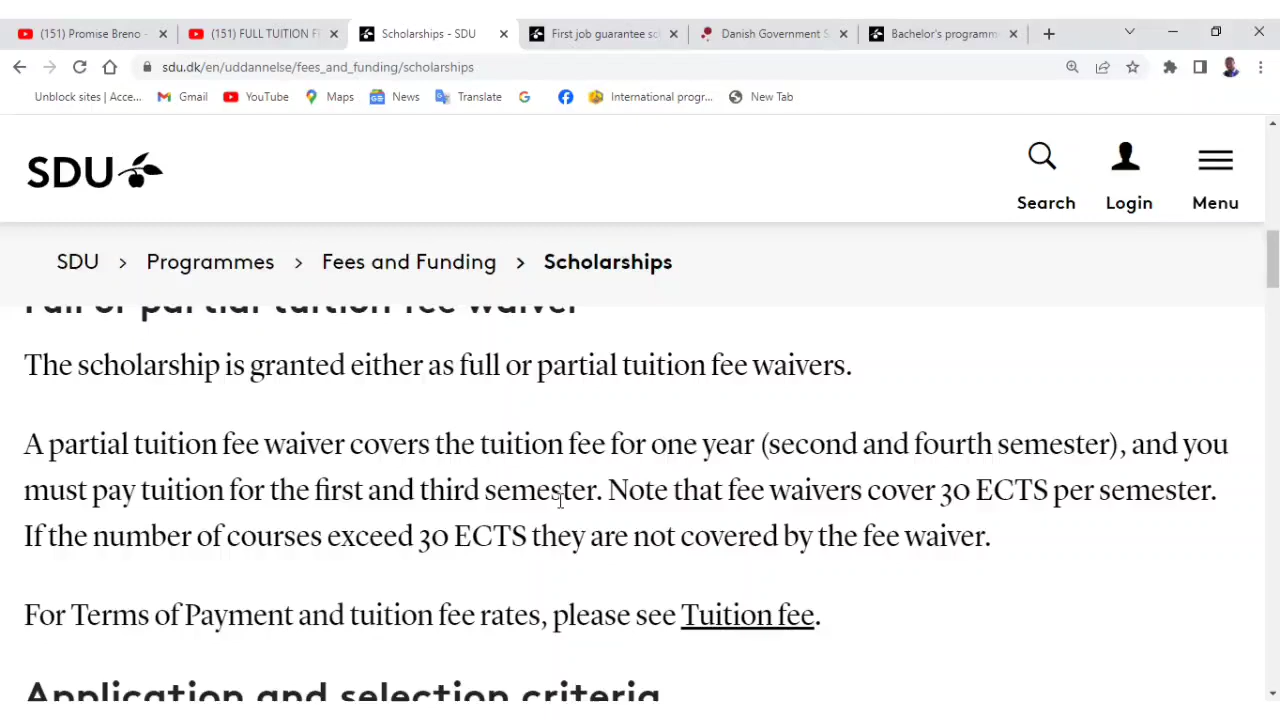 (151) Promise Breno -
(151) FULL TUITION F
Scholarships - SDU
First job guarantee sc
Danish Government S
Bachelor's programm
sdu.dk/en/uddannelse/fees_and_funding/scholarships
Unblock sites | Acce...
Gmail
YouTube
Maps
News
Translate
International progr...
New Tab
SDU
Search
Login
Menu
SDU > Programmes > Fees and Funding > Scholarships
Full or partial tuition fee waiver
The scholarship is granted either as full or partial tuition fee waivers.
A partial tuition fee waiver covers the tuition fee for one year (second and fourth semester), and you
must pay tuition for the first and third semester. Note that fee waivers cover 30 ECTS per semester.
If the number of courses exceed 30 ECTS they are not covered by the fee waiver.
For Terms of Payment and tuition fee rates, please see Tuition fee.
Application and selection criteria